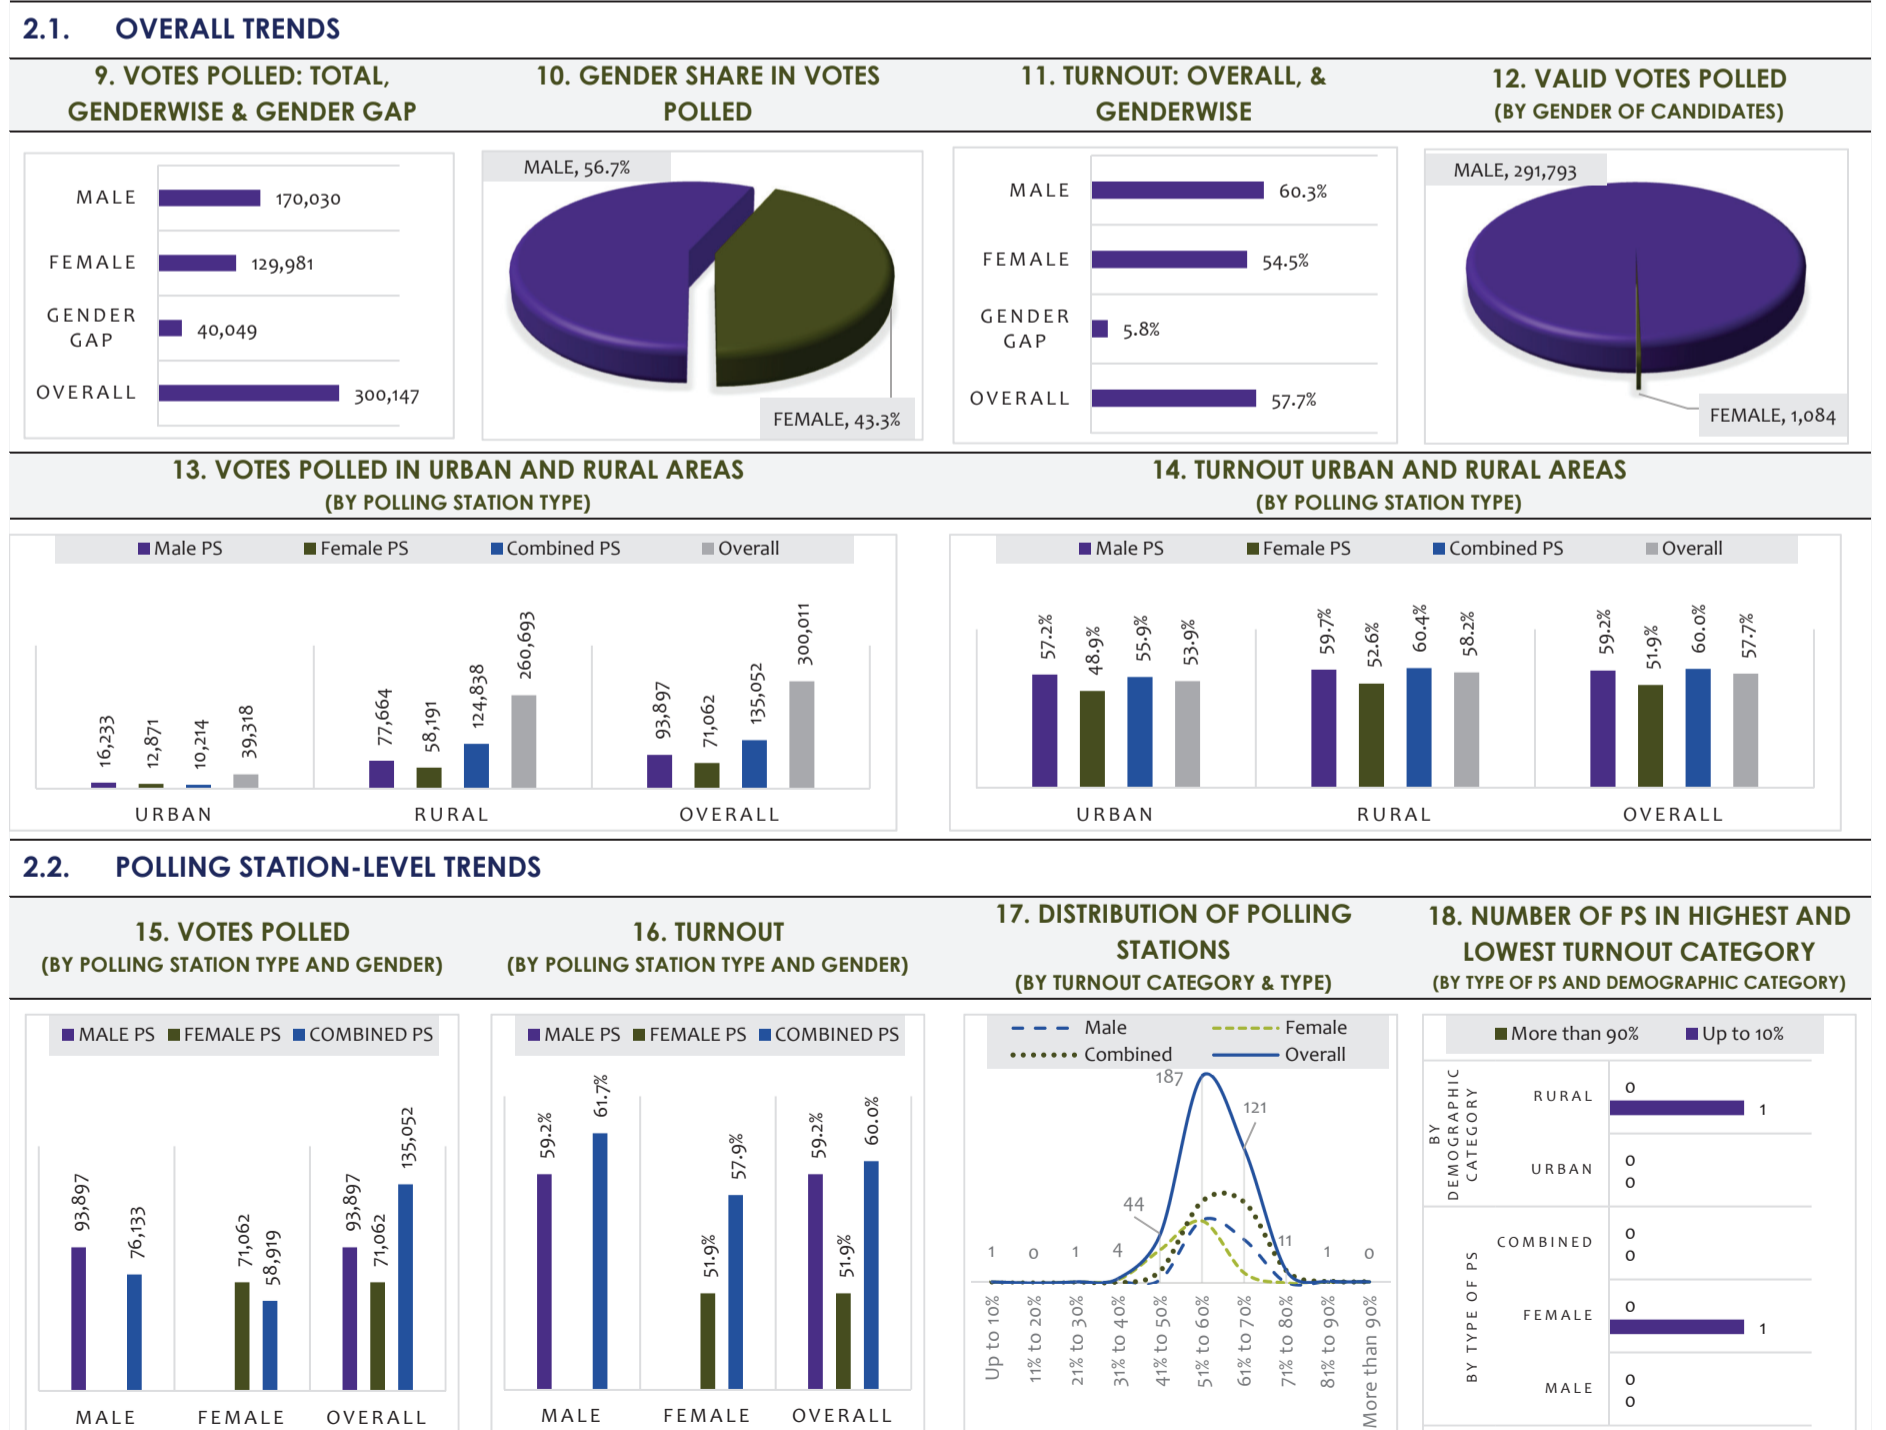 2.1. OVERALL TRENDS
9. VOTES POLLED: TOTAL,
GENDERWISE & GENDER GAP
10. GENDER SHARE IN VOTES
POLLED
11. TURNOUT: OVERALL, &
GENDERWISE
12. VALID VOTES POLLED
(BY GENDER OF CANDIDATES)
MALE
170,030
FEMALE
129,981
GENDER
GAP
40,049
OVERALL
300,147
MALE, 56.7%
FEMALE, 43.3%
MALE
60.3%
FEMALE
54.5%
GENDER
GAP
5.8%
OVERALL
57.7%
MALE, 291,793
FEMALE, 1,084
13. VOTES POLLED IN URBAN AND RURAL AREAS
(BY POLLING STATION TYPE)
14. TURNOUT URBAN AND RURAL AREAS
(BY POLLING STATION TYPE)
Male PS Female PS Combined PS Overall
16,233
12,871
10,214
39,318
77,664
58,191
124,838
260,693
93,897
71,062
135,052
300,011
URBAN RURAL OVERALL
Male PS Female PS Combined PS Overall
57.2%
48.9%
55.9%
53.9%
59.7%
52.6%
60.4%
58.2%
59.2%
51.9%
60.0%
57.7%
URBAN RURAL OVERALL
2.2. POLLING STATION-LEVEL TRENDS
15. VOTES POLLED
(BY POLLING STATION TYPE AND GENDER)
16. TURNOUT
(BY POLLING STATION TYPE AND GENDER)
17. DISTRIBUTION OF POLLING
STATIONS
(BY TURNOUT CATEGORY & TYPE)
18. NUMBER OF PS IN HIGHEST AND
LOWEST TURNOUT CATEGORY
(BY TYPE OF PS AND DEMOGRAPHIC CATEGORY)
MALE PS FEMALE PS COMBINED PS
93,897
76,133
71,062
58,919
93,897
71,062
135,052
MALE FEMALE OVERALL
MALE PS FEMALE PS COMBINED PS
59.2%
61.7%
51.9%
57.9%
59.2%
51.9%
60.0%
MALE FEMALE OVERALL
Male Female
Combined Overall
1
0
1
4
44
187
121
11
1
0
Up to 10%
11% to 20%
21% to 30%
31% to 40%
41% to 50%
51% to 60%
61% to 70%
71% to 80%
81% to 90%
More than 90%
More than 90% Up to 10%
BY
DEMOGRAPHIC
CATEGORY
RURAL
0
1
URBAN
0
0
BY TYPE OF PS
COMBINED
0
0
FEMALE
0
1
MALE
0
0